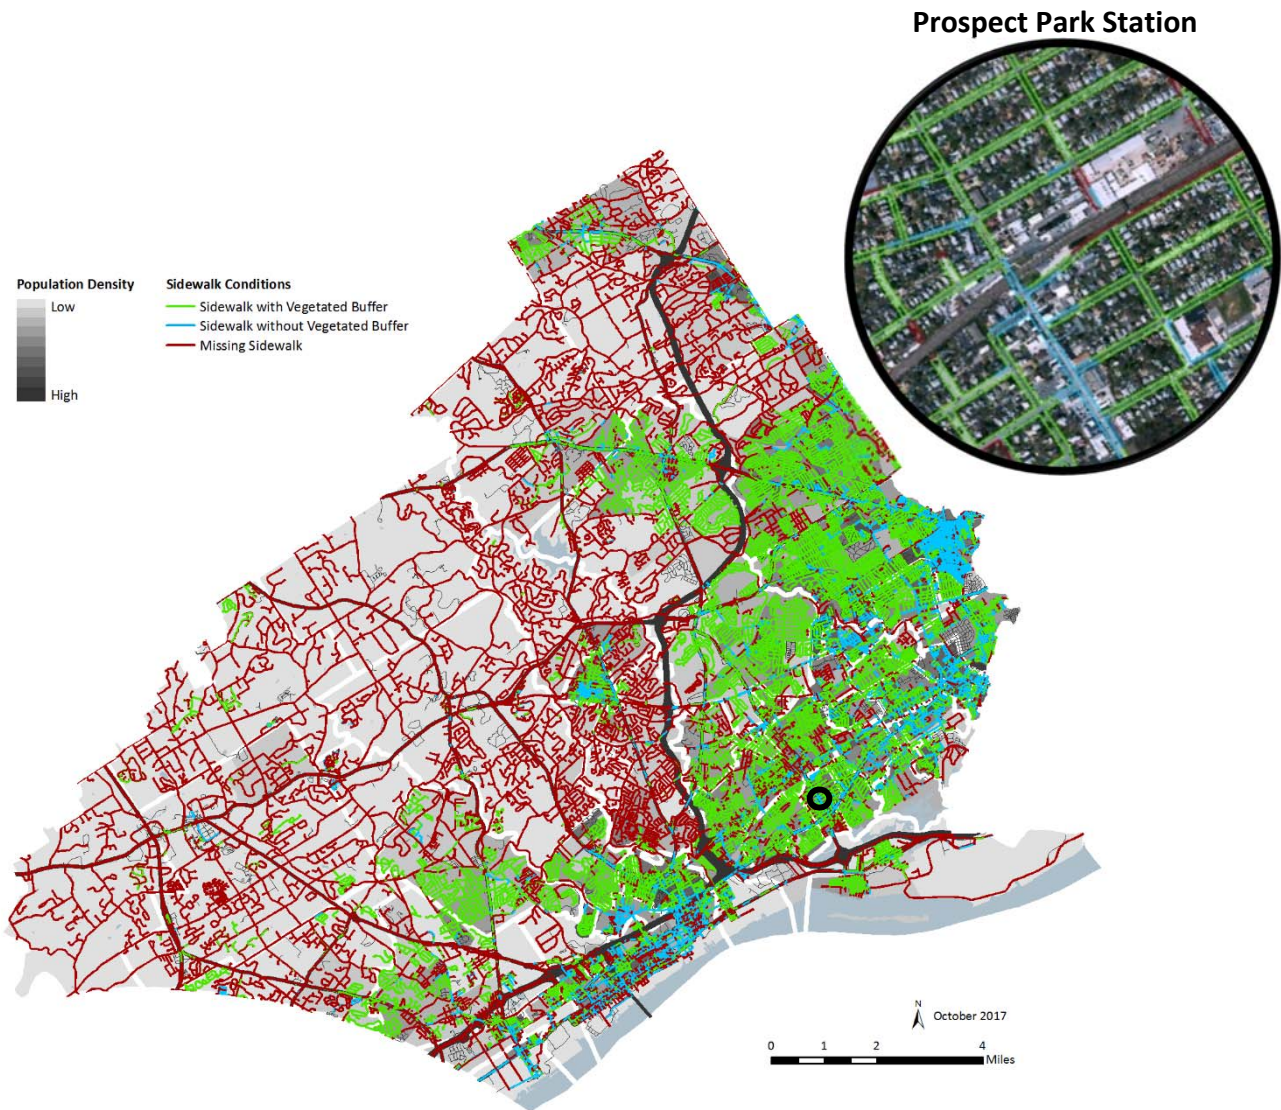 Prospect Park Station
Population Density
Low
High
Sidewalk Conditions
Sidewalk with Vegetated Buffer
Sidewalk without Vegetated Buffer
Missing Sidewalk
N
October 2017
0 1 2 4
Miles